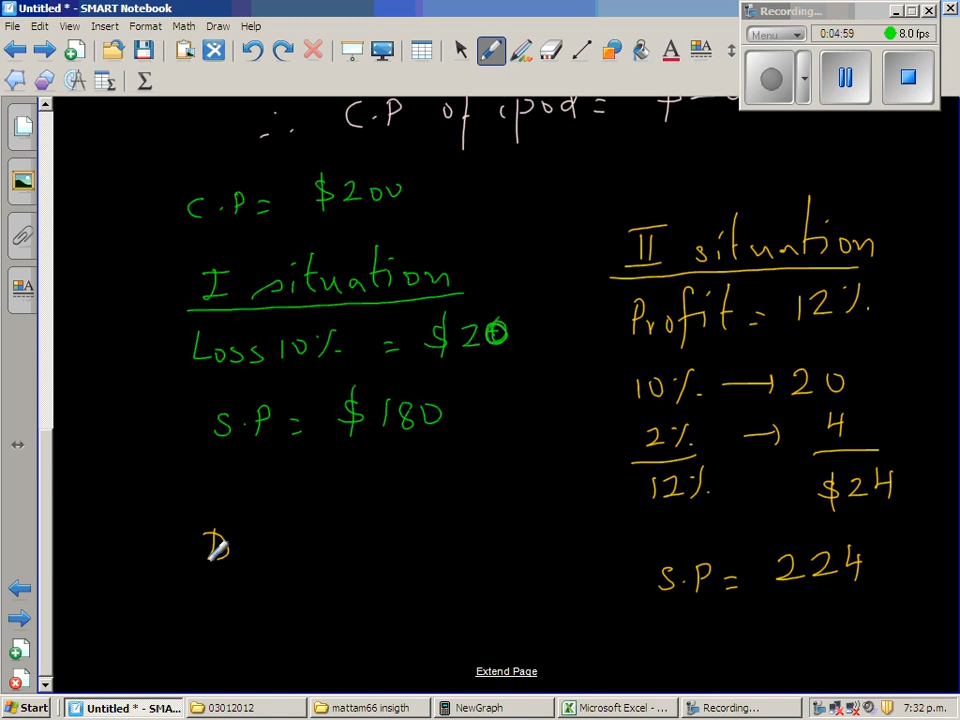 Untitled * - SMART Notebook
File Edit View Insert Format Math Draw Help
Recording...
Menu
0:04:59
8.0 fps
∴ C.P of ipod =
C.P = $200
I situation
Loss 10% = $20
S.P = $180
II situation
Profit = 12%
10% → 20
2% → 4
12% $24
S.P = 224
D
Extend Page
Start
Untitled * - SMA...
03012012
mattam66 insigth
NewGraph
Microsoft Excel - ...
Recording...
7:32 p.m.